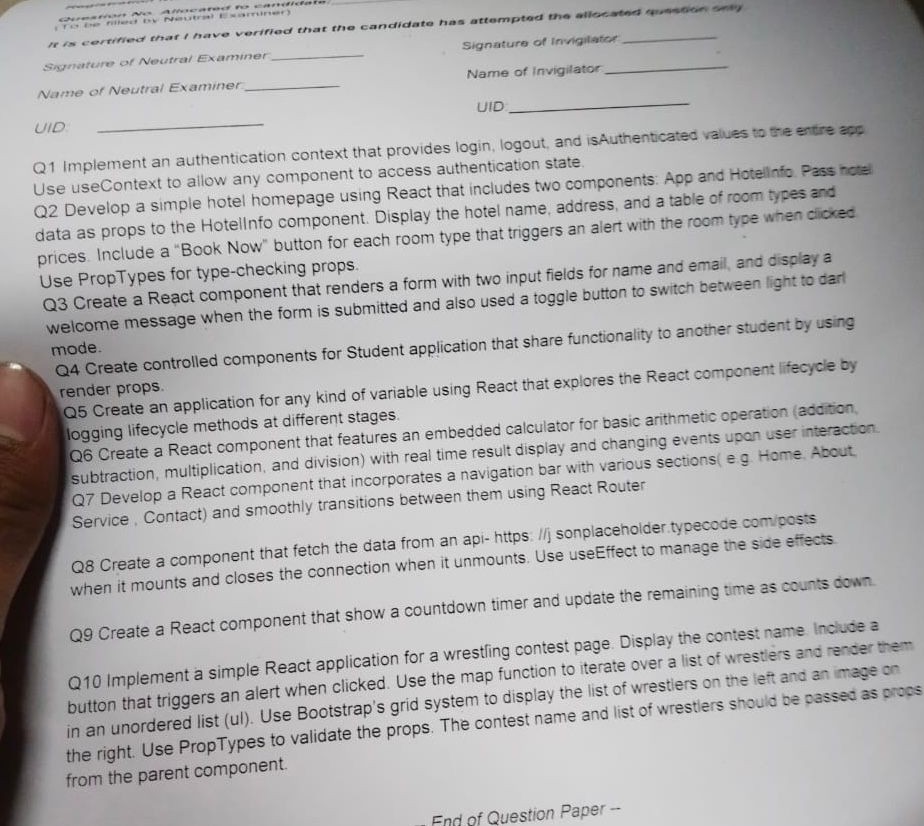 Question No. Allocated to candidate
(To be filled by Neutral Examiner)
It is certified that I have verified that the candidate has attempted the allocated question only
Signature of Neutral Examiner
Signature of Invigilator
Name of Neutral Examiner
Name of Invigilator
UID:
UID:
Q1 Implement an authentication context that provides login, logout, and isAuthenticated values to the entire app.
Use useContext to allow any component to access authentication state.
Q2 Develop a simple hotel homepage using React that includes two components: App and HotelInfo. Pass hotel
data as props to the HotelInfo component. Display the hotel name, address, and a table of room types and
prices. Include a “Book Now” button for each room type that triggers an alert with the room type when clicked.
Use PropTypes for type-checking props.
Q3 Create a React component that renders a form with two input fields for name and email, and display a
welcome message when the form is submitted and also used a toggle button to switch between light to darl
mode.
Q4 Create controlled components for Student application that share functionality to another student by using
render props.
Q5 Create an application for any kind of variable using React that explores the React component lifecycle by
logging lifecycle methods at different stages.
Q6 Create a React component that features an embedded calculator for basic arithmetic operation (addition,
subtraction, multiplication, and division) with real time result display and changing events upon user interaction.
Q7 Develop a React component that incorporates a navigation bar with various sections( e.g. Home, About,
Service , Contact) and smoothly transitions between them using React Router
Q8 Create a component that fetch the data from an api- https: //j sonplaceholder.typecode.com/posts
when it mounts and closes the connection when it unmounts. Use useEffect to manage the side effects.
Q9 Create a React component that show a countdown timer and update the remaining time as counts down.
Q10 Implement a simple React application for a wrestling contest page. Display the contest name. Include a
button that triggers an alert when clicked. Use the map function to iterate over a list of wrestlers and render them
in an unordered list (ul). Use Bootstrap's grid system to display the list of wrestlers on the left and an image on
the right. Use PropTypes to validate the props. The contest name and list of wrestlers should be passed as props
from the parent component.
-- End of Question Paper --